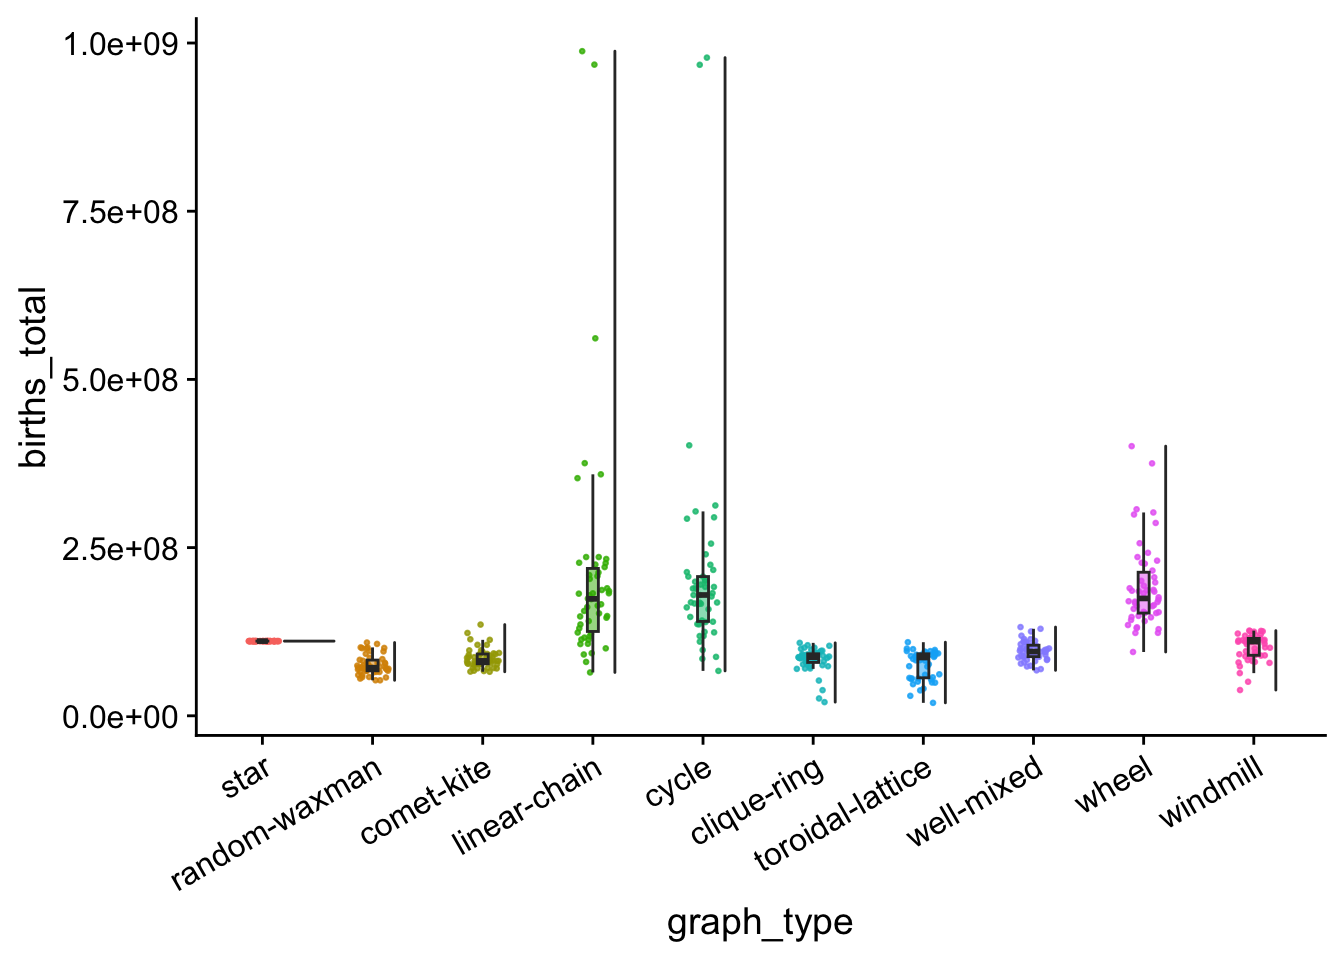 1.0e+09
7.5e+08
5.0e+08
2.5e+08
0.0e+00
births_total
star
random-waxman
comet-kite
linear-chain
cycle
clique-ring
toroidal-lattice
well-mixed
wheel
windmill
graph_type